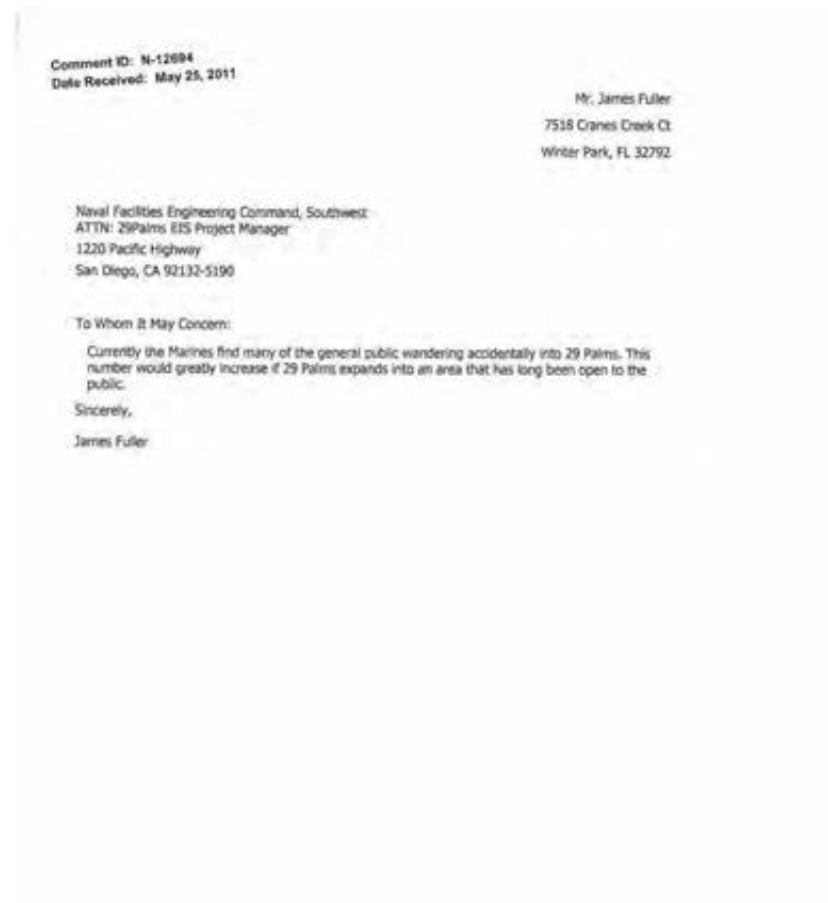 Comment ID: N-12694
Date Received: May 25, 2011
Mr. James Fuller
7518 Cranes Creek Ct
Winter Park, FL 32792
Naval Facilities Engineering Command, Southwest
ATTN: 29Palms EIS Project Manager
1220 Pacific Highway
San Diego, CA 92132-5190
To Whom It May Concern:
Currently the Marines find many of the general public wandering accidentally into 29 Palms. This
number would greatly increase if 29 Palms expands into an area that has long been open to the
public.
Sincerely,
James Fuller